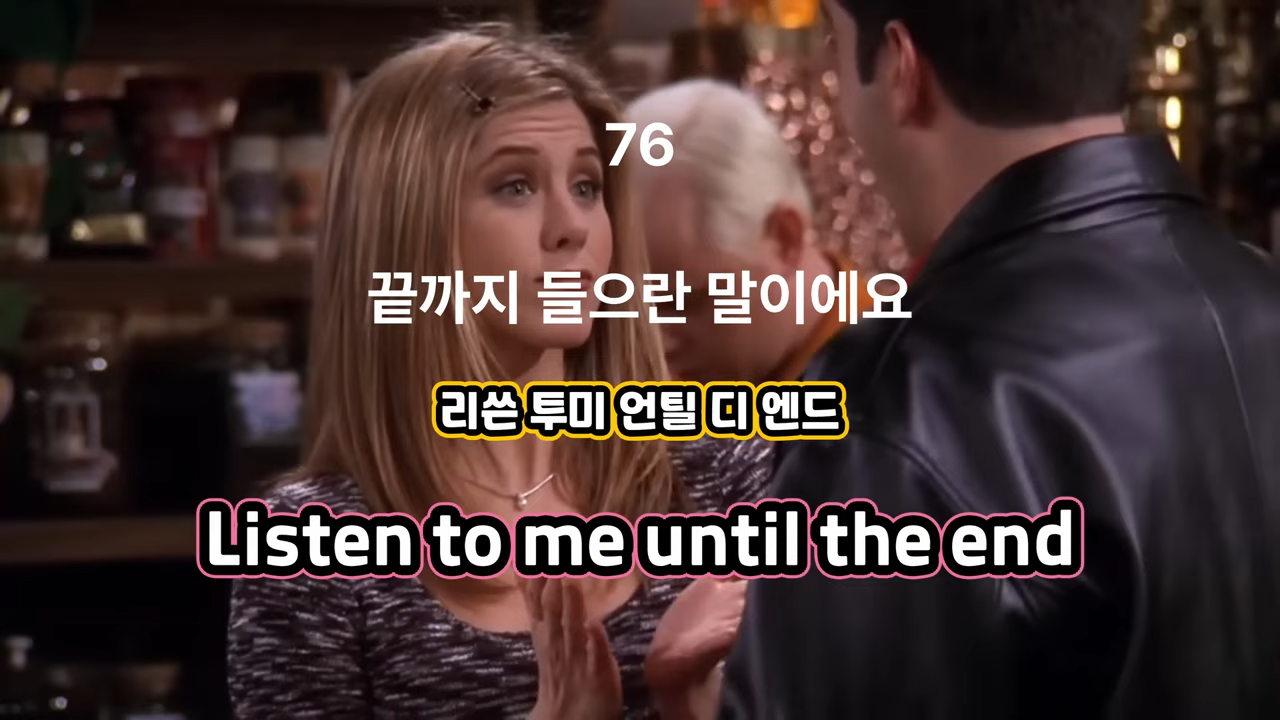 76
끝까지 들으란 말이에요
리쓴 투미 언틸 디 엔드
Listen to me until the end